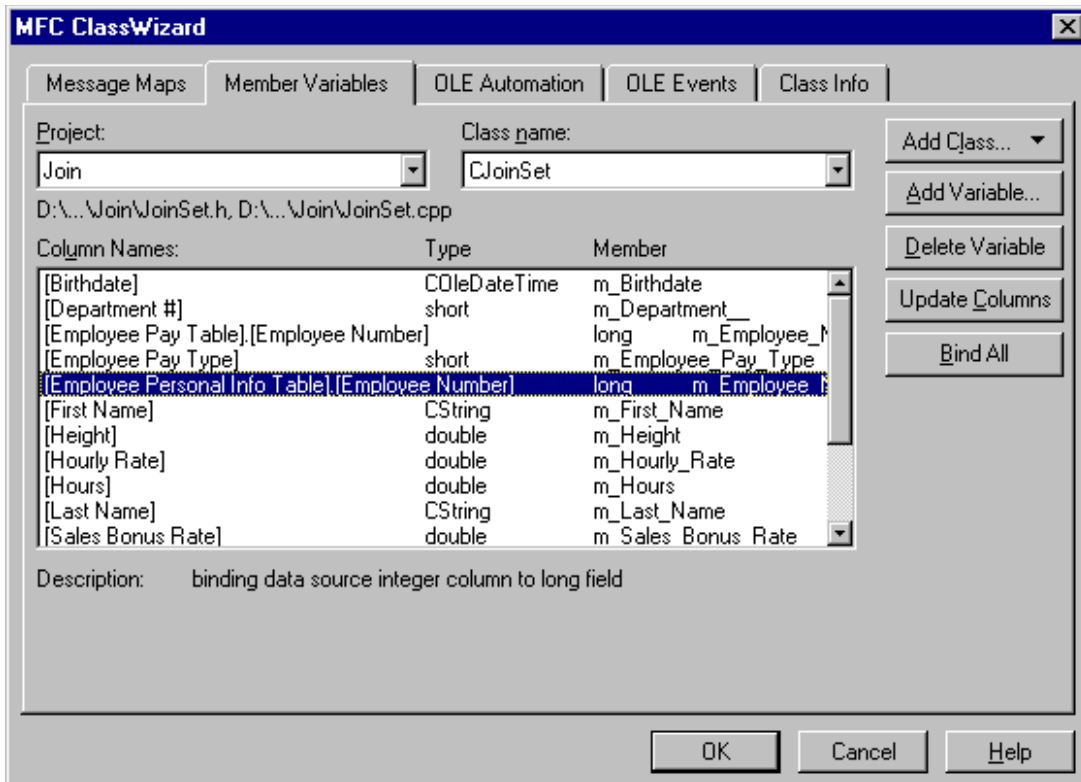 MFC ClassWizard
Message Maps Member Variables OLE Automation OLE Events Class Info
Project: Class name:
Join CJoinSet
D:\...\Join\JoinSet.h, D:\...\Join\JoinSet.cpp
Add Class...
Add Variable...
Delete Variable
Update Columns
Bind All
Column Names: Type Member
[Birthdate] COleDateTime m_Birthdate
[Department #] short m_Department__
[Employee Pay Table].[Employee Number] long m_Employee_N
[Employee Pay Type] short m_Employee_Pay_Type
[Employee Personal Info Table].[Employee Number] long m_Employee_N
[First Name] CString m_First_Name
[Height] double m_Height
[Hourly Rate] double m_Hourly_Rate
[Hours] double m_Hours
[Last Name] CString m_Last_Name
[Sales Bonus Rate] double m_Sales_Bonus_Rate
Description: binding data source integer column to long field
OK Cancel Help